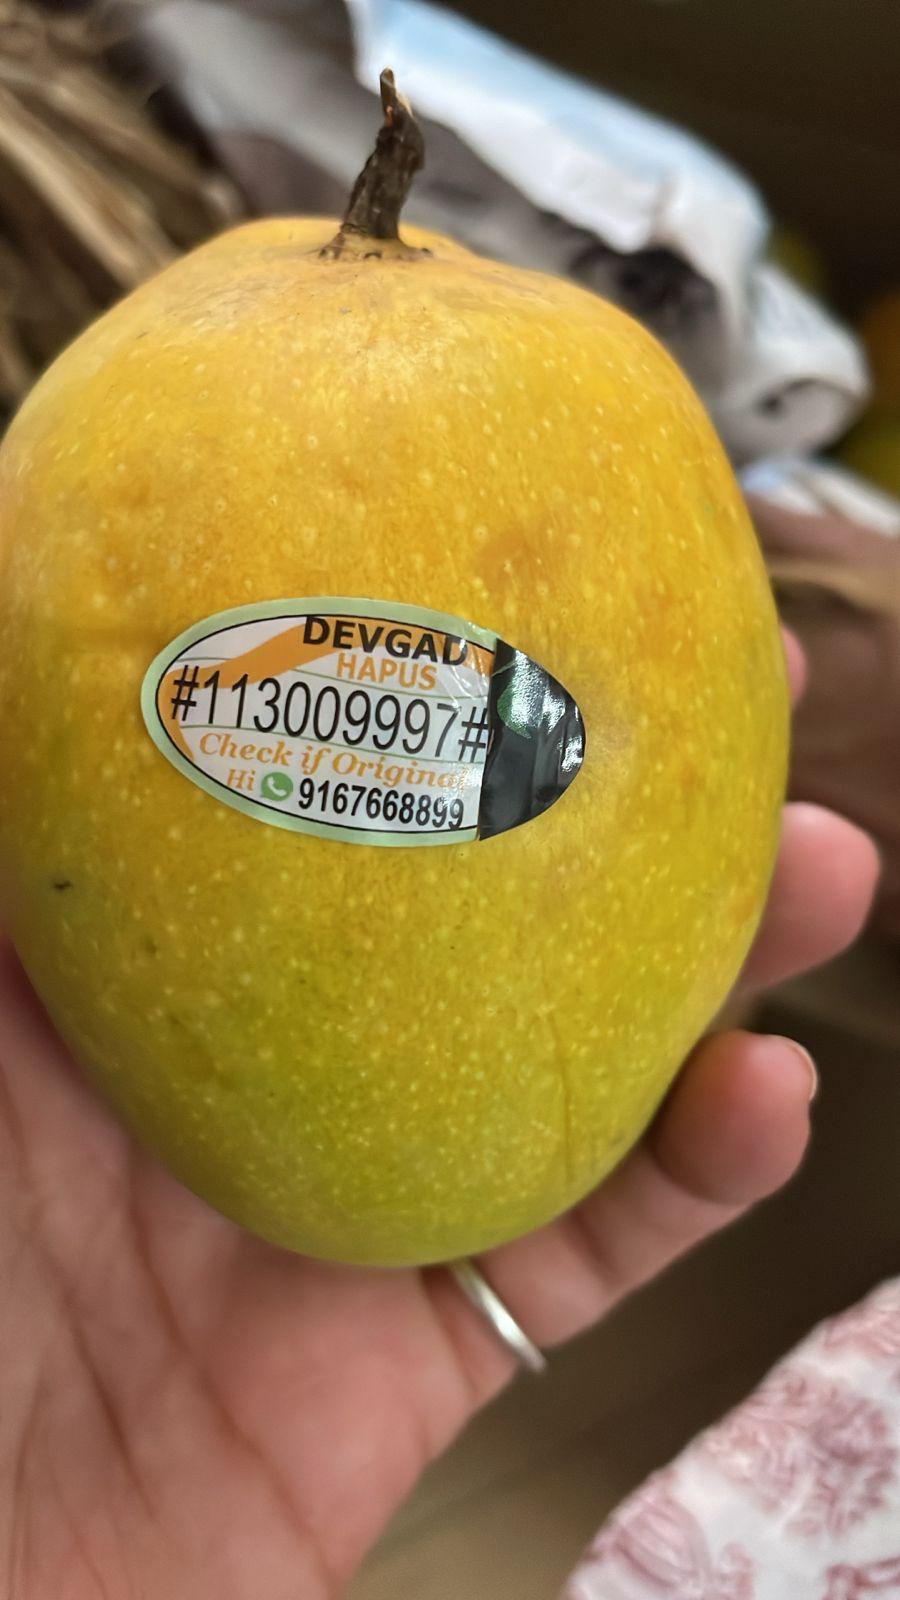 DEVGAD
HAPUS
#113009997#
Check if Original
Hi 9167668899